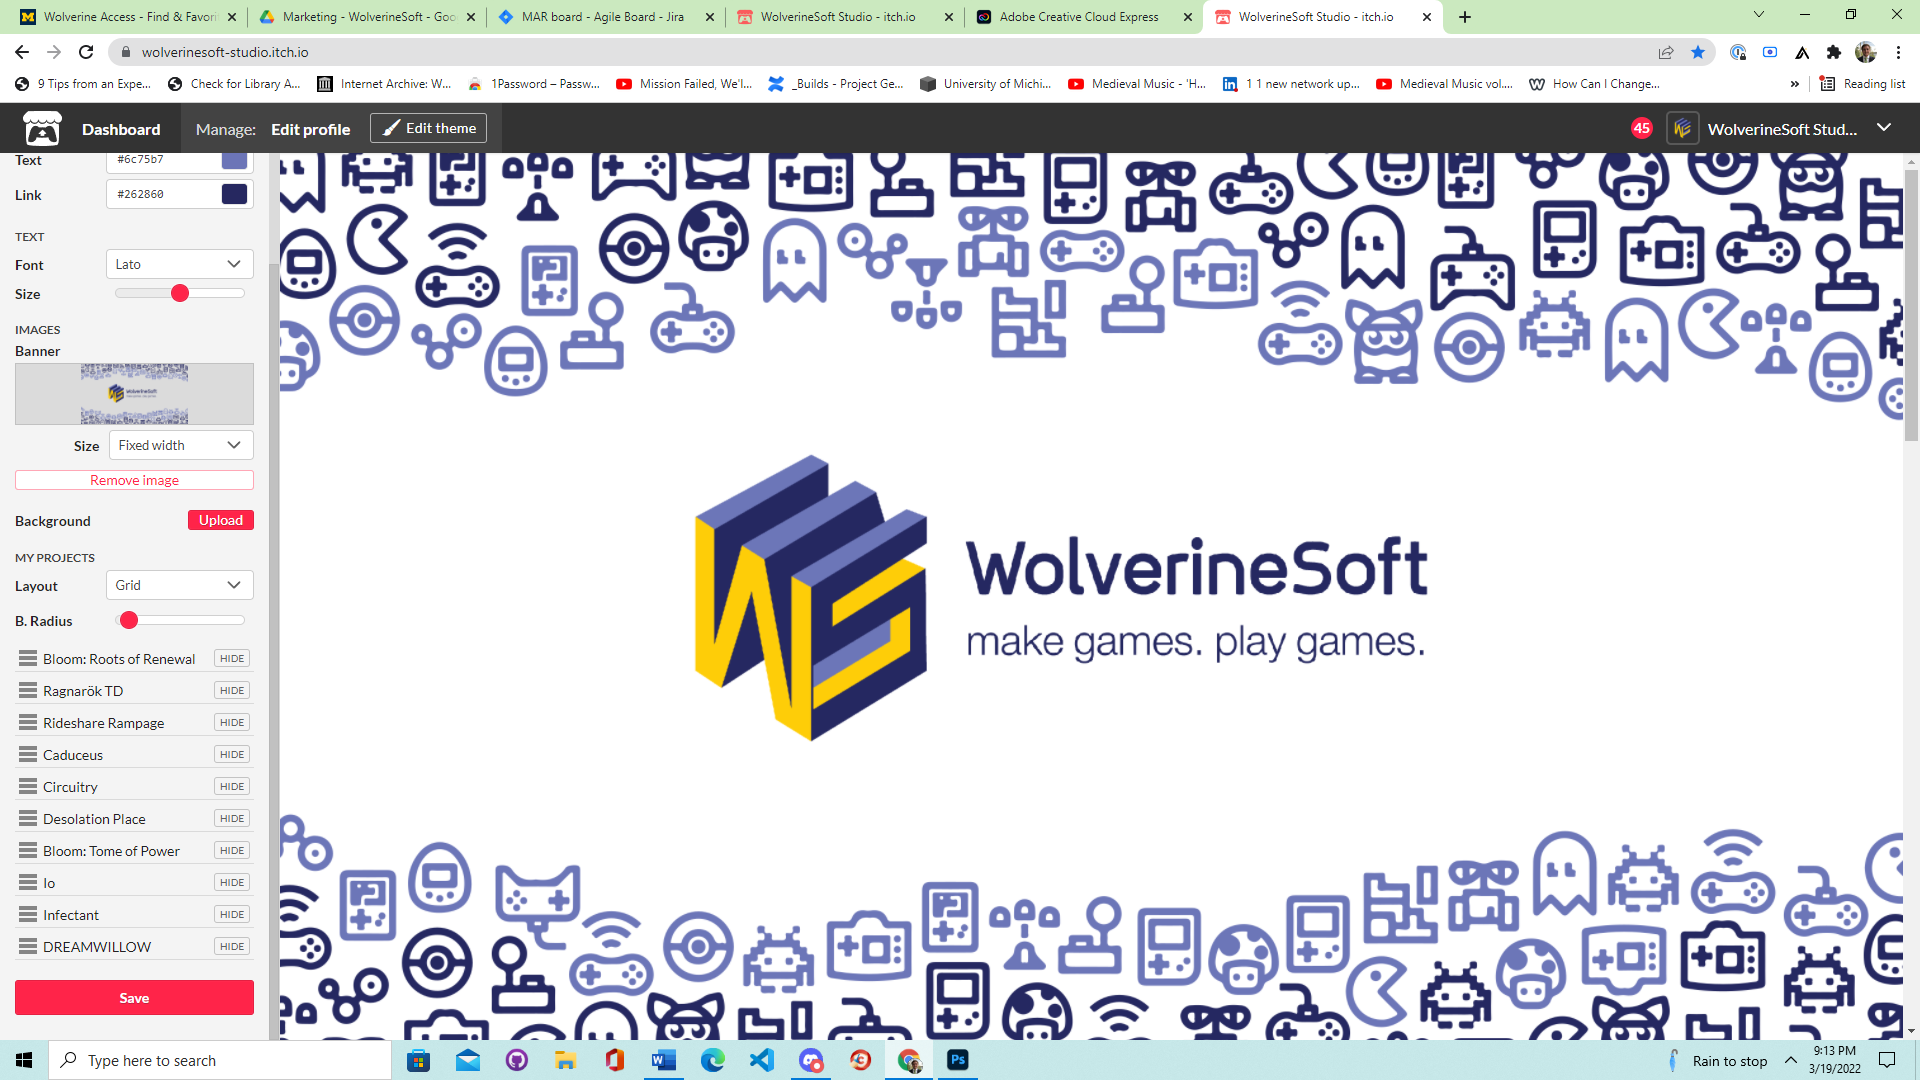 Wolverine Access - Find & Favori
Marketing - WolverineSoft - Goo
MAR board - Agile Board - Jira
WolverineSoft Studio - itch.io
Adobe Creative Cloud Express
WolverineSoft Studio - itch.io
wolverinesoft-studio.itch.io
9 Tips from an Expe...
Check for Library A...
Internet Archive: W...
1Password – Passw...
Mission Failed, We'l...
_Builds - Project Ge...
University of Michi...
Medieval Music - 'H...
1 1 new network up...
Medieval Music vol....
How Can I Change...
»
Reading list
Dashboard
Manage:
Edit profile
Edit theme
45
WolverineSoft Stud...
Text
#6c75b7
Link
#262860
TEXT
Font
Lato
Size
IMAGES
Banner
Size
Fixed width
Remove image
Background
Upload
MY PROJECTS
Layout
Grid
B. Radius
Bloom: Roots of Renewal HIDE
Ragnarök TD HIDE
Rideshare Rampage HIDE
Caduceus HIDE
Circuitry HIDE
Desolation Place HIDE
Bloom: Tome of Power HIDE
Io HIDE
Infectant HIDE
DREAMWILLOW HIDE
Save
WolverineSoft
make games. play games.
Type here to search
Rain to stop
9:13 PM
3/19/2022